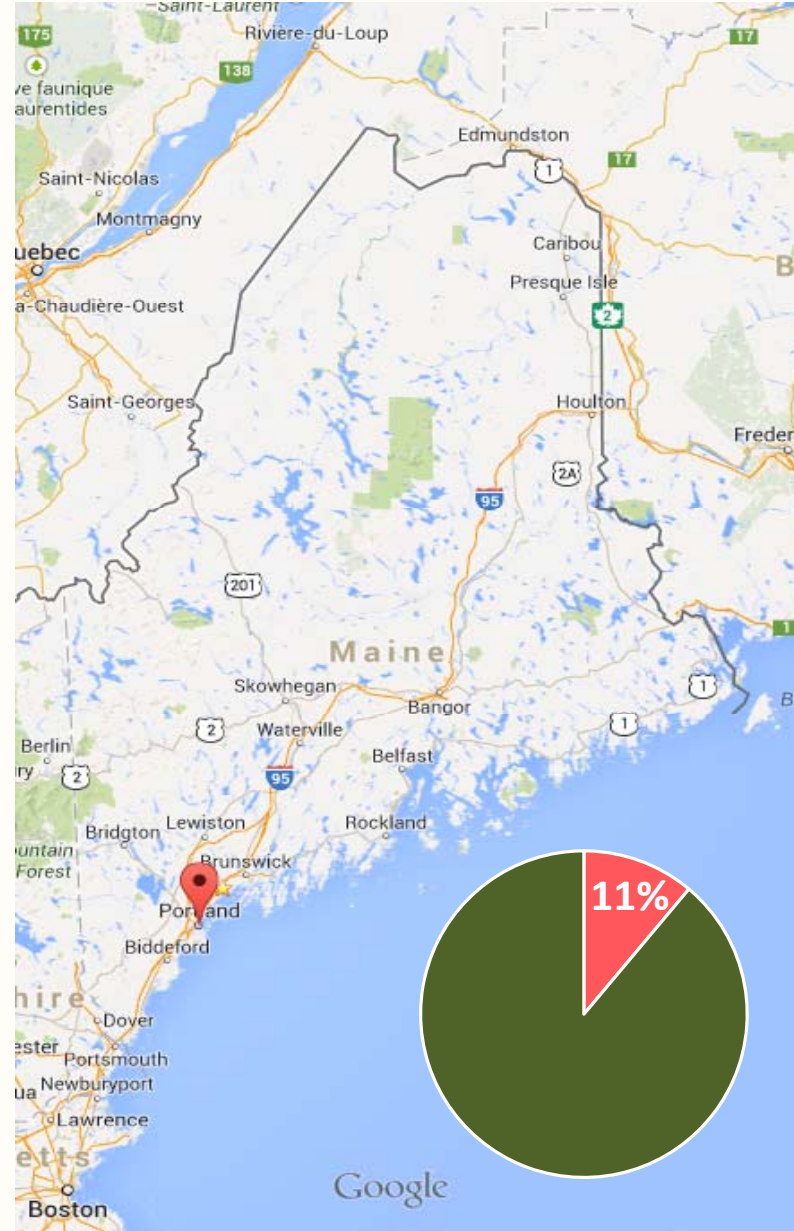 –Saint-Laurent
175
Rivière-du-Loup
17
138
ve faunique
aurentides
Edmundston
17
1
Saint-Nicolas
Montmagny
Caribou
uebec
B
Presque Isle
a-Chaudière-Ouest
2
Saint-Georges
Houlton
Freder
2A
95
201
1
Maine
Skowhegan
1
Bangor
B
2
Waterville
1
Berlin
ry
2
Belfast
95
Bridgton
Lewiston
Rockland
untain
Forest
Brunswick
11%
Portland
Biddeford
hire
Dover
ester
Portsmouth
ua
Newburyport
Lawrence
etts
Google
Boston